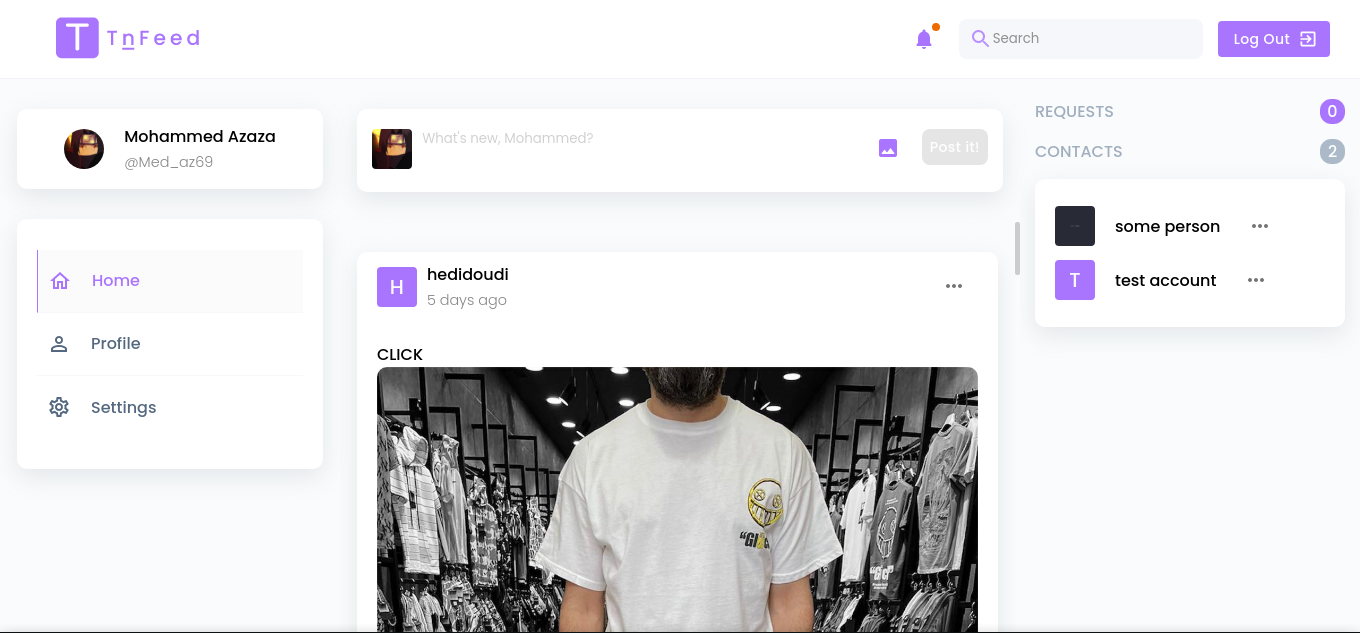 T TnFeed
Search
Log Out
Mohammed Azaza
@Med_az69
Home
Profile
Settings
What's new, Mohammed?
Post it!
H
hedidoudi
5 days ago
CLICK
REQUESTS 0
CONTACTS 2
some person
T test account